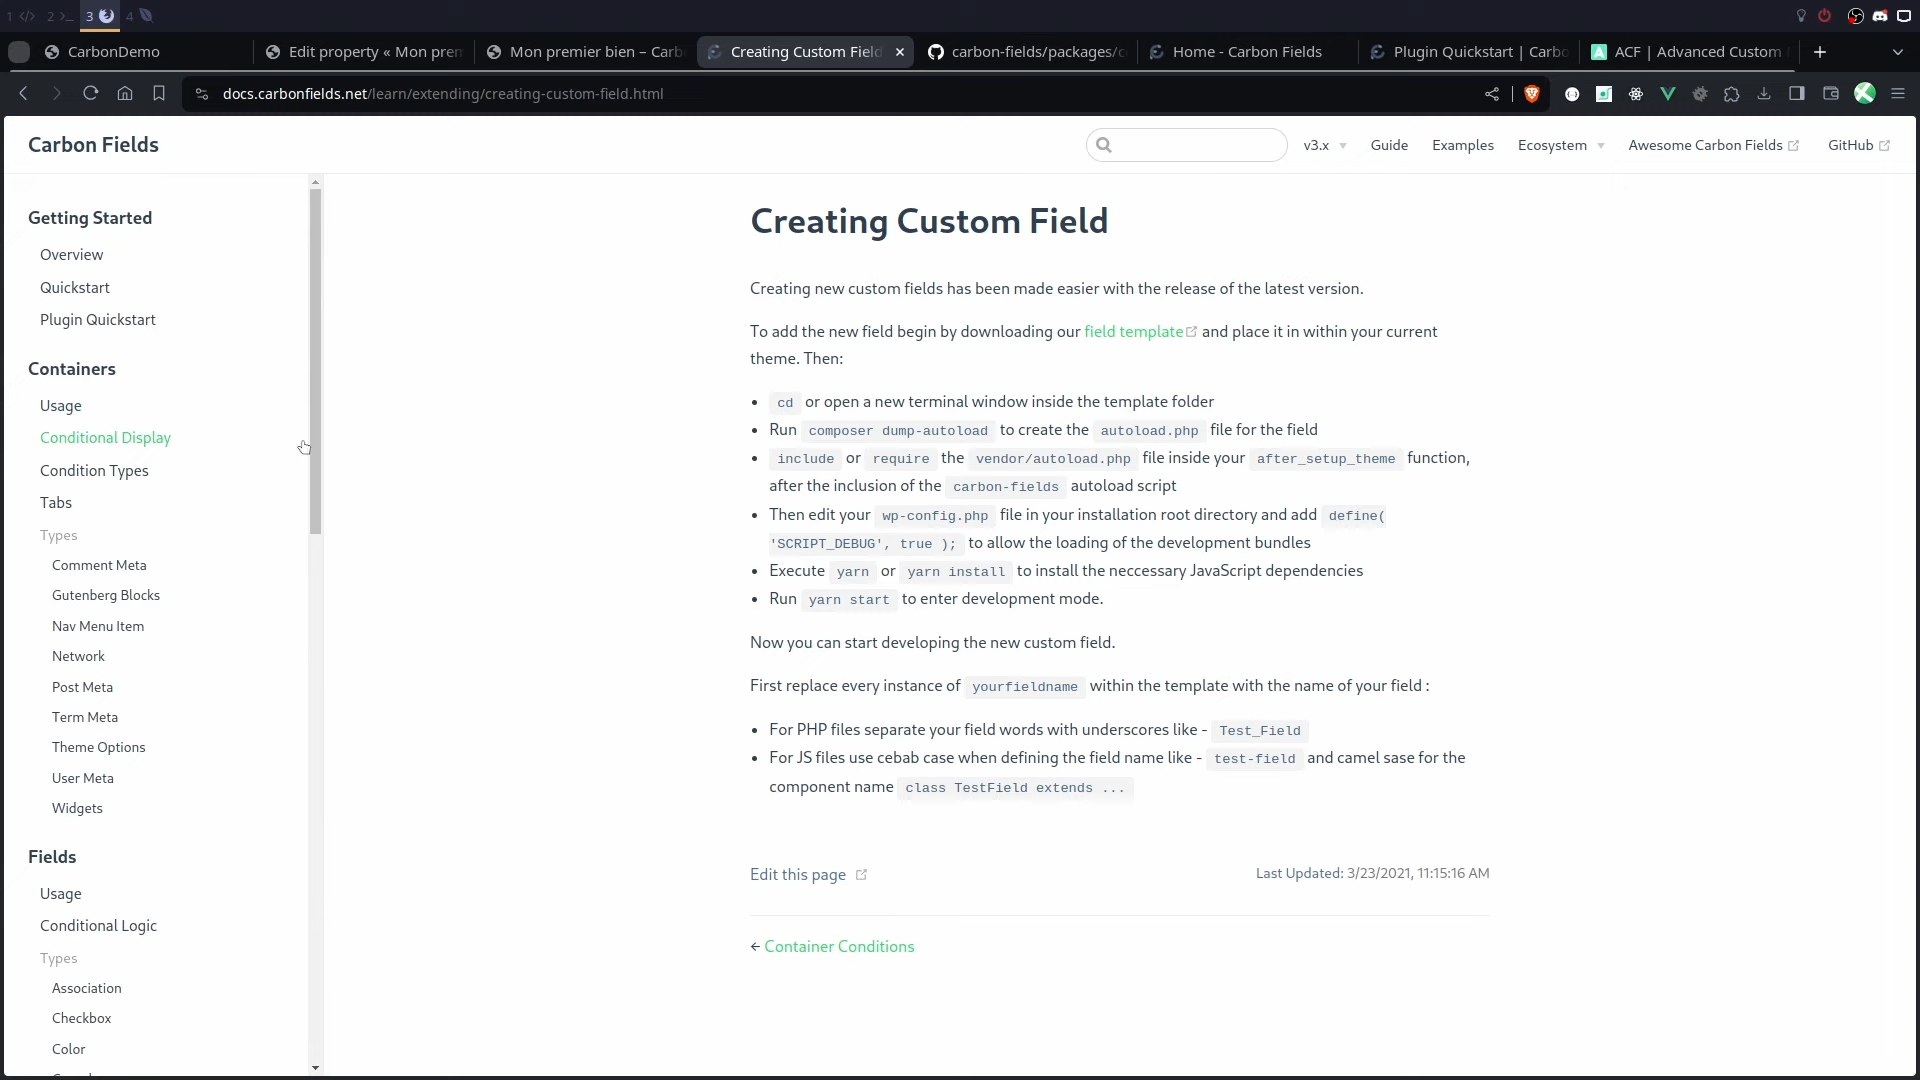 1 </> 2 >_ 3 4
CarbonDemo
Edit property « Mon prem
Mon premier bien – Carb
Creating Custom Field
carbon-fields/packages/c
Home - Carbon Fields
Plugin Quickstart | Carbo
ACF | Advanced Custom
docs.carbonfields.net/learn/extending/creating-custom-field.html
Carbon Fields
v3.x
Guide
Examples
Ecosystem
Awesome Carbon Fields
GitHub
Getting Started
Overview
Quickstart
Plugin Quickstart
Containers
Usage
Conditional Display
Condition Types
Tabs
Types
Comment Meta
Gutenberg Blocks
Nav Menu Item
Network
Post Meta
Term Meta
Theme Options
User Meta
Widgets
Fields
Usage
Conditional Logic
Types
Association
Checkbox
Color
Creating Custom Field
Creating new custom fields has been made easier with the release of the latest version.
To add the new field begin by downloading our field template and place it in within your current
theme. Then:
• cd or open a new terminal window inside the template folder
• Run composer dump-autoload to create the autoload.php file for the field
• include or require the vendor/autoload.php file inside your after_setup_theme function,
after the inclusion of the carbon-fields autoload script
• Then edit your wp-config.php file in your installation root directory and add define(
'SCRIPT_DEBUG', true ); to allow the loading of the development bundles
• Execute yarn or yarn install to install the neccessary JavaScript dependencies
• Run yarn start to enter development mode.
Now you can start developing the new custom field.
First replace every instance of yourfieldname within the template with the name of your field :
• For PHP files separate your field words with underscores like - Test_Field
• For JS files use cebab case when defining the field name like - test-field and camel sase for the
component name class TestField extends ...
Edit this page
Last Updated: 3/23/2021, 11:15:16 AM
← Container Conditions